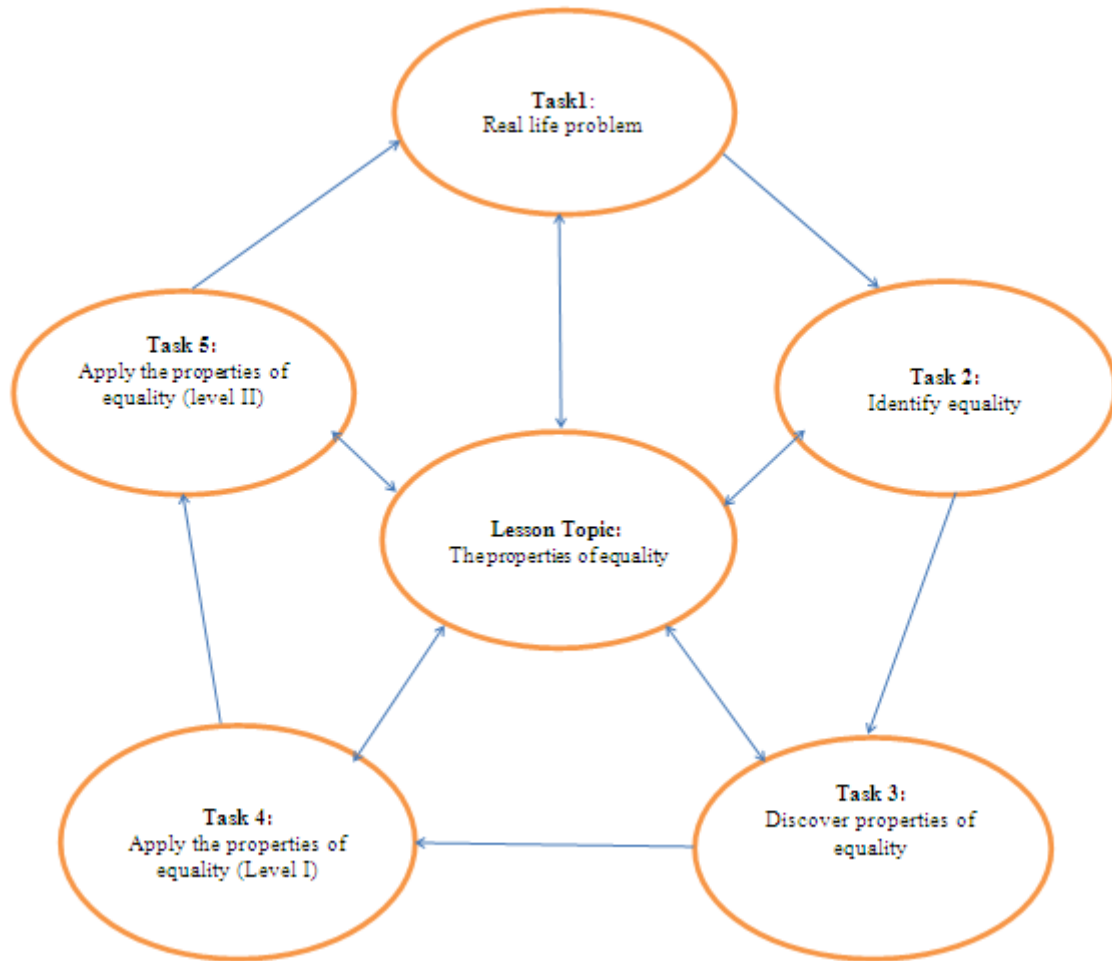 Task1:
Real life problem
Task 2:
Identify equality
Task 3:
Discover properties of
equality
Task 4:
Apply the properties of
equality (Level I)
Task 5:
Apply the properties of
equality (level II)
Lesson Topic:
The properties of equality